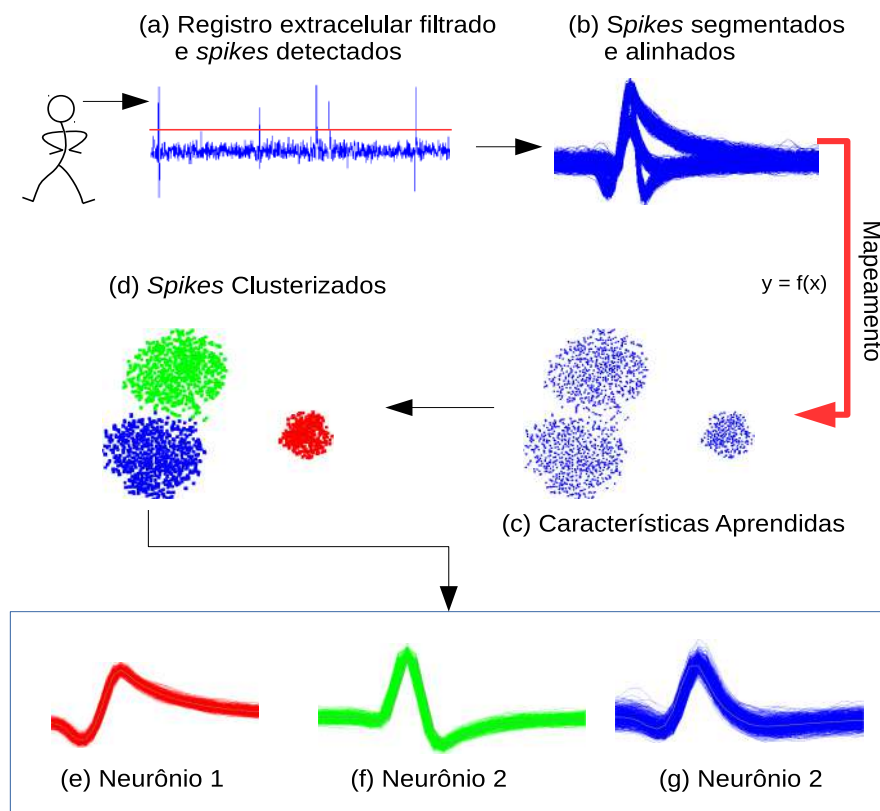 (a) Registro extracelular filtrado
e spikes detectados
(b) Spikes segmentados
e alinhados
Mapeamento
y = f(x)
(d) Spikes Clusterizados
(c) Características Aprendidas
(e) Neurônio 1
(f) Neurônio 2
(g) Neurônio 2